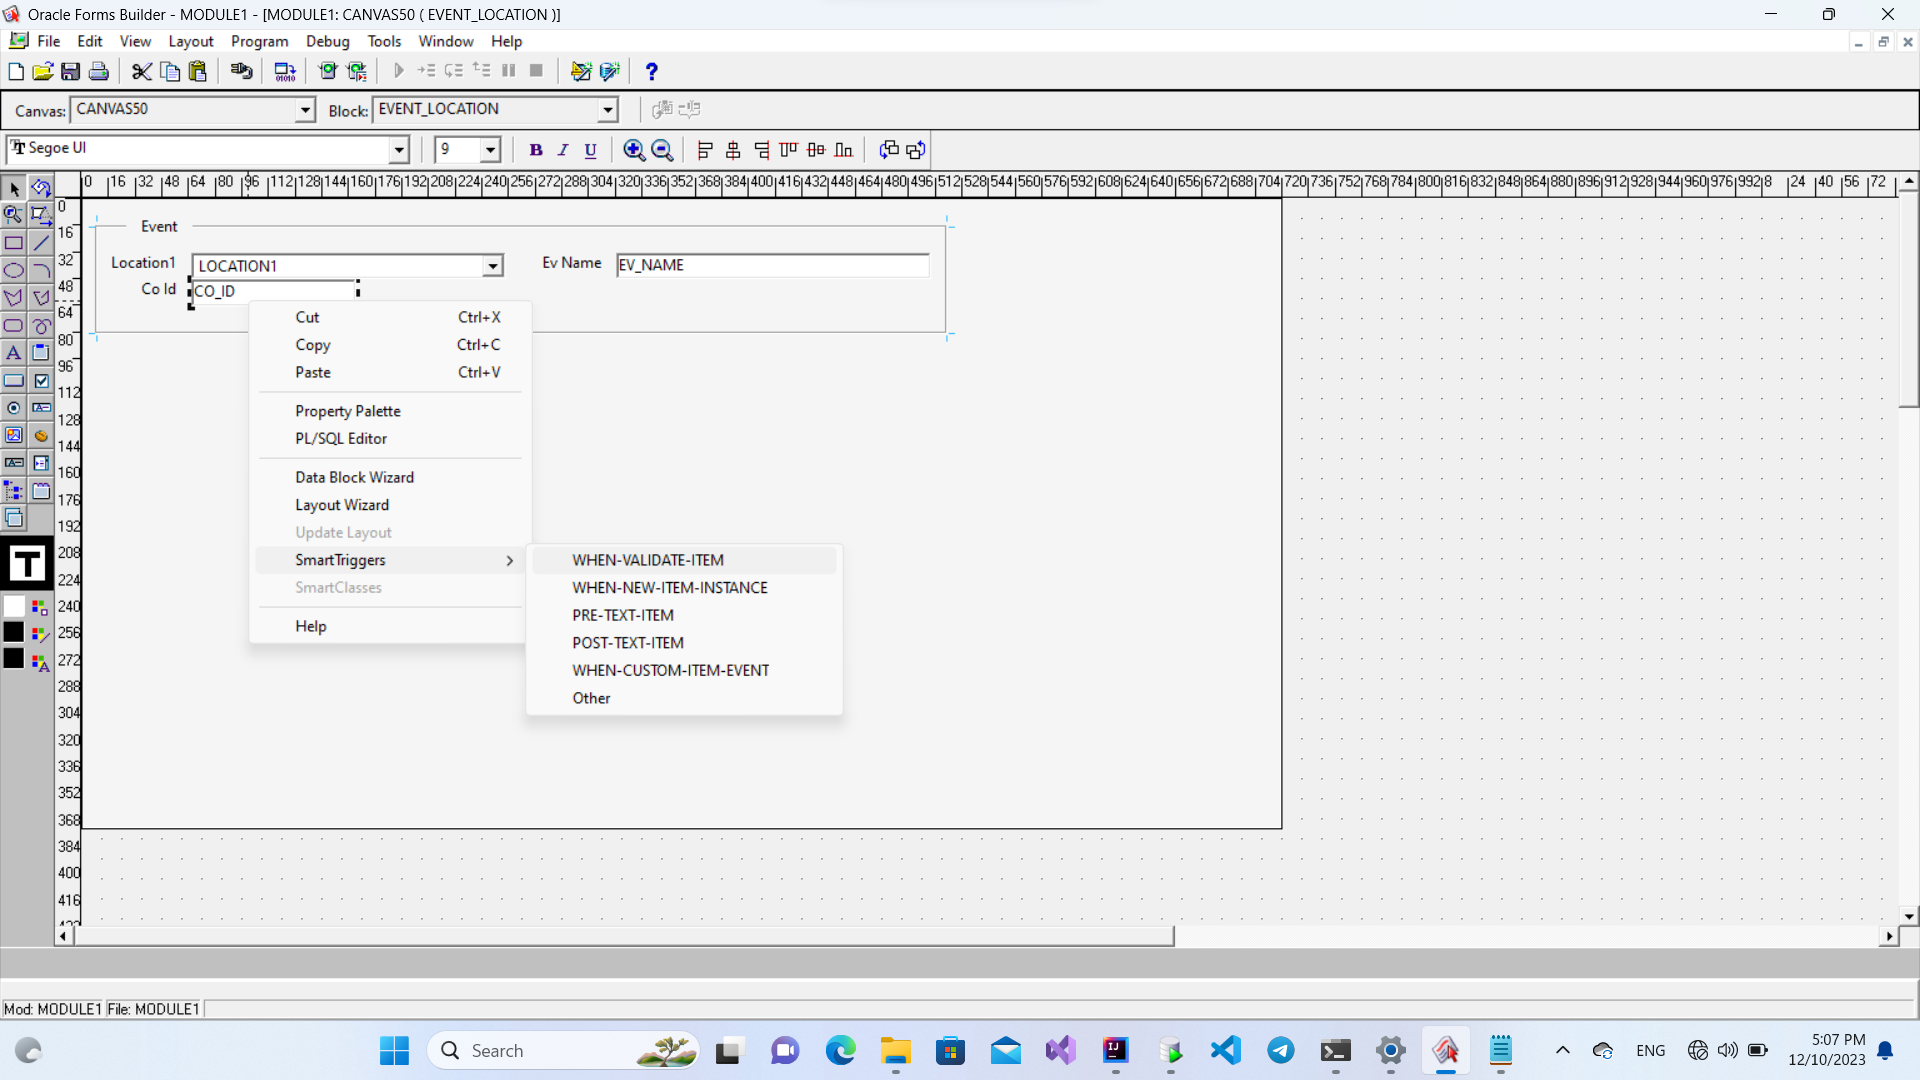 Oracle Forms Builder - MODULE1 - [MODULE1: CANVAS50 ( EVENT_LOCATION )]
File Edit View Layout Program Debug Tools Window Help
Canvas: CANVAS50 Block: EVENT_LOCATION
Segoe UI 9 B I U
0 16 32 48 64 80 96 112 128 144 160 176 192 208 224 240 256 272 288 304 320 336 352 368 384 400 416 432 448 464 480 496 512 528 544 560 576 592 608 624 640 656 672 688 704 720 736 752 768 784 800 816 832 848 864 880 896 912 928 944 960 976 992 8 24 40 56 72
0
16
32
48
64
80
96
112
128
144
160
176
192
208
224
240
256
272
288
304
320
336
352
368
384
400
416
Event
Location1 LOCATION1 Ev Name EV_NAME
Co Id CO_ID
Cut Ctrl+X
Copy Ctrl+C
Paste Ctrl+V
Property Palette
PL/SQL Editor
Data Block Wizard
Layout Wizard
Update Layout
SmartTriggers
SmartClasses
Help
WHEN-VALIDATE-ITEM
WHEN-NEW-ITEM-INSTANCE
PRE-TEXT-ITEM
POST-TEXT-ITEM
WHEN-CUSTOM-ITEM-EVENT
Other
Mod: MODULE1 File: MODULE1
Search
ENG
5:07 PM
12/10/2023